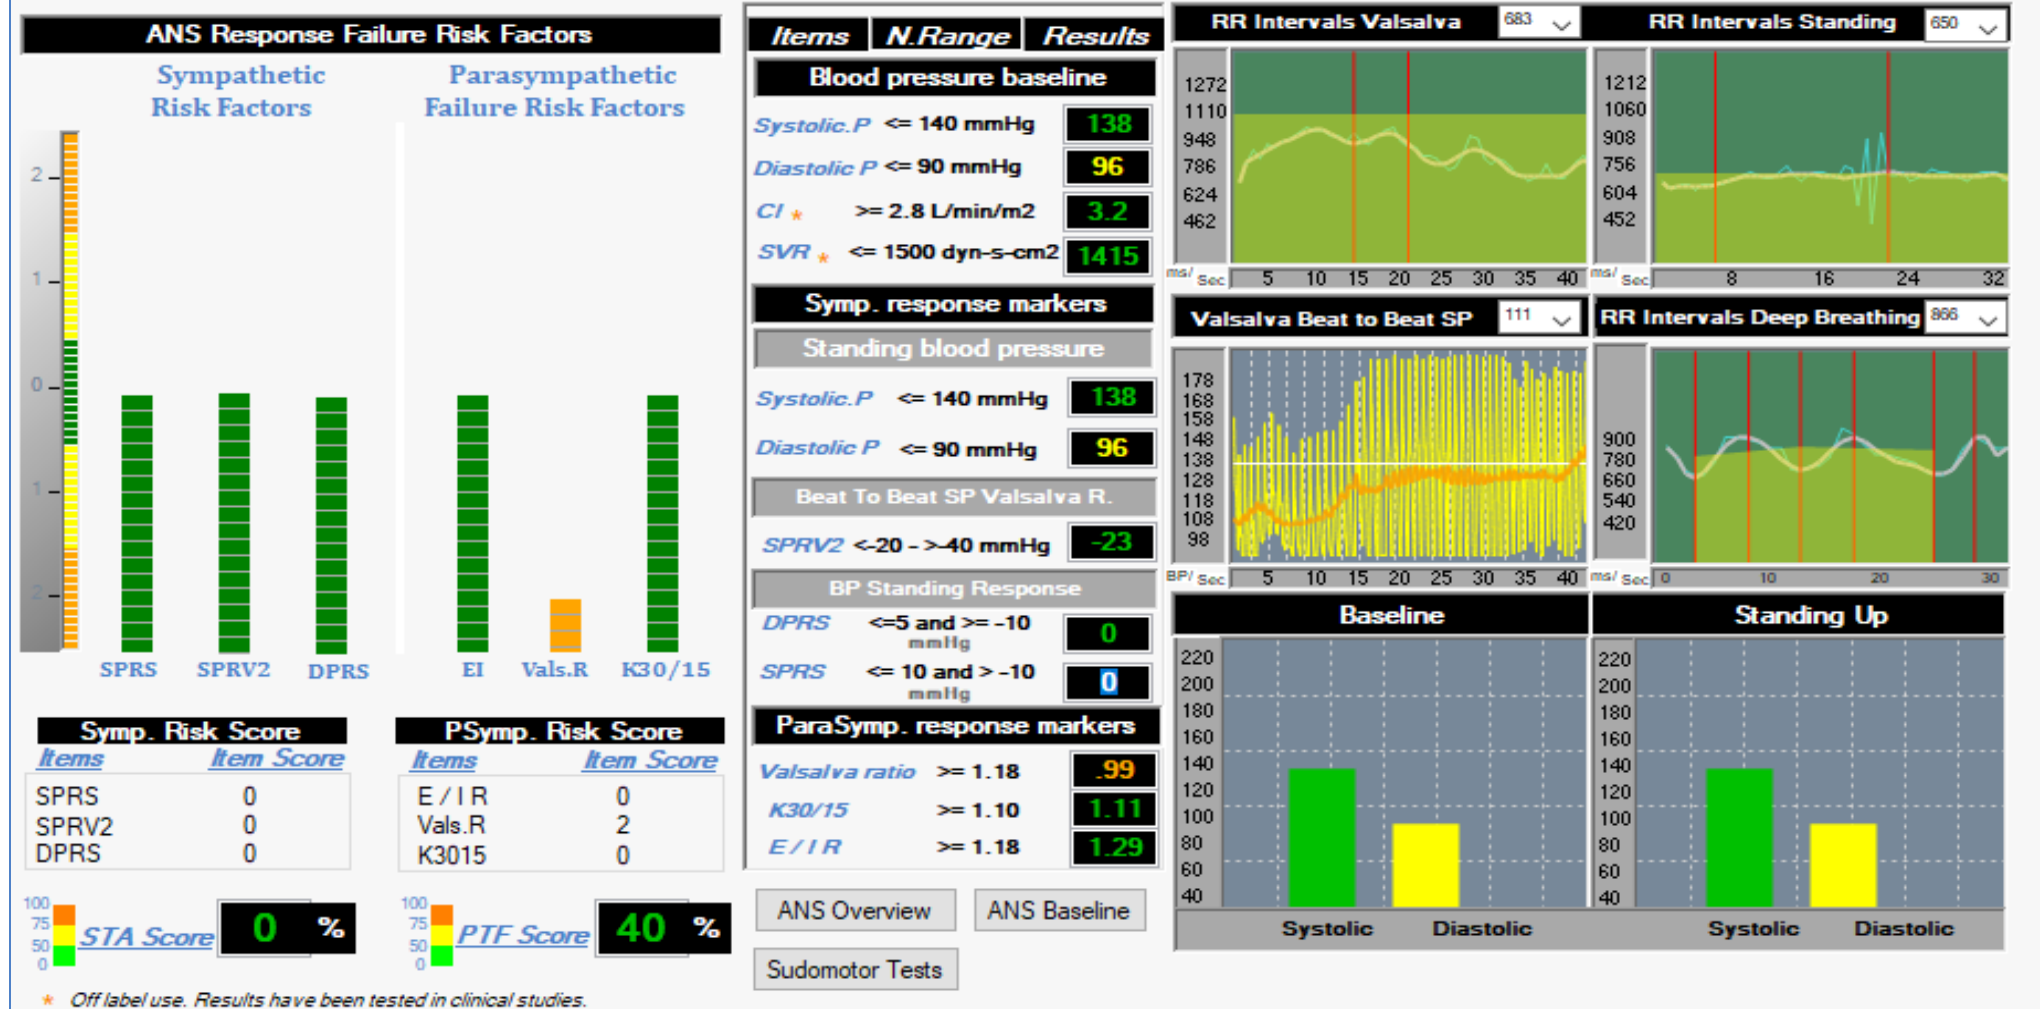 ANS Response Failure Risk Factors
Sympathetic
Risk Factors
Parasympathetic
Failure Risk Factors
2
1
0
1
2
SPRS SPRV2 DPRS
EI Vals.R K30/15
Symp. Risk Score
Items Item Score
SPRS 0
SPRV2 0
DPRS 0
PSymp. Risk Score
Items Item Score
E / I R 0
Vals.R 2
K3015 0
100
75
50
0
STA Score 0 %
100
75
50
0
PTF Score 40 %
* Off label use. Results have been tested in clinical studies.
Items N.Range Results
Blood pressure baseline
Systolic.P <= 140 mmHg 138
Diastolic P <= 90 mmHg 96
CI * >= 2.8 L/min/m2 3.2
SVR * <= 1500 dyn-s-cm2 1415
Symp. response markers
Standing blood pressure
Systolic.P <= 140 mmHg 138
Diastolic P <= 90 mmHg 96
Beat To Beat SP Valsalva R.
SPRV2 <-20 - >-40 mmHg -23
BP Standing Response
DPRS <=5 and >= -10 0
mmHg
SPRS <= 10 and > -10 0
mmHg
ParaSymp. response markers
Valsalva ratio >= 1.18 .99
K30/15 >= 1.10 1.11
E / I R >= 1.18 1.29
ANS Overview ANS Baseline
Sudomotor Tests
RR Intervals Valsalva 683
1272
1110
948
786
624
462
ms/ Sec 5 10 15 20 25 30 35 40
RR Intervals Standing 650
1212
1060
908
756
604
452
ms/ Sec 8 16 24 32
Valsalva Beat to Beat SP 111
178
168
158
148
138
128
118
108
98
BP/ Sec 5 10 15 20 25 30 35 40
RR Intervals Deep Breathing 866
900
780
660
540
420
ms/ Sec 0 10 20 30
Baseline
220
200
180
160
140
120
100
80
60
40
Systolic Diastolic
Standing Up
220
200
180
160
140
120
100
80
60
40
Systolic Diastolic